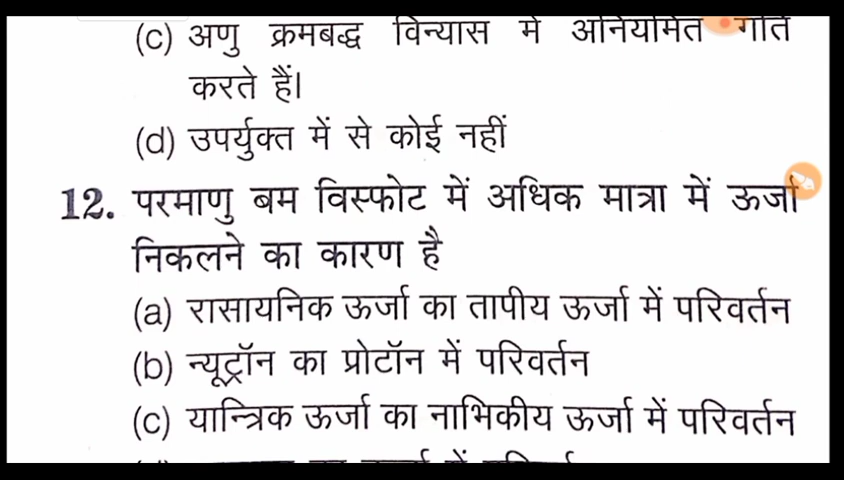 (c) अणु क्रमबद्ध विन्यास में अनियमित गति
करते हैं।
(d) उपर्युक्त में से कोई नहीं
12. परमाणु बम विस्फोट में अधिक मात्रा में ऊर्जा
निकलने का कारण है
(a) रासायनिक ऊर्जा का तापीय ऊर्जा में परिवर्तन
(b) न्यूट्रॉन का प्रोटॉन में परिवर्तन
(c) यान्त्रिक ऊर्जा का नाभिकीय ऊर्जा में परिवर्तन